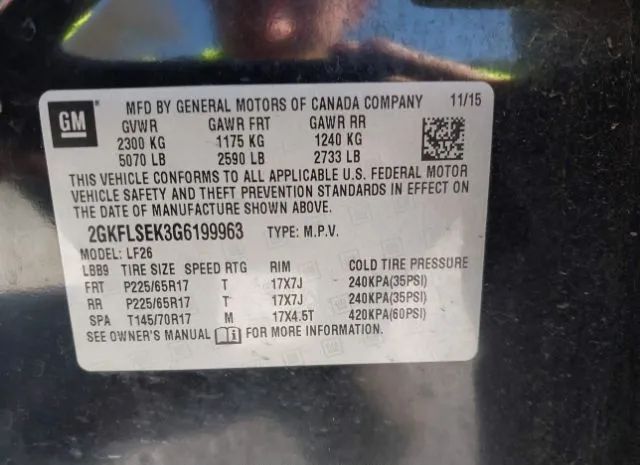 GM MFD BY GENERAL MOTORS OF CANADA COMPANY 11/15
GVWR GAWR FRT GAWR RR
2300 KG 1175 KG 1240 KG
5070 LB 2590 LB 2733 LB
THIS VEHICLE CONFORMS TO ALL APPLICABLE U.S. FEDERAL MOTOR
VEHICLE SAFETY AND THEFT PREVENTION STANDARDS IN EFFECT ON
THE DATE OF MANUFACTURE SHOWN ABOVE.
2GKFLSEK3G6199963 TYPE: M.P.V.
MODEL: LF26
LBB9 TIRE SIZE SPEED RTG RIM COLD TIRE PRESSURE
FRT P225/65R17 T 17X7J 240KPA(35PSI)
RR P225/65R17 T 17X7J 240KPA(35PSI)
SPA T145/70R17 M 17X4.5T 420KPA(60PSI)
SEE OWNER'S MANUAL FOR MORE INFORMATION.